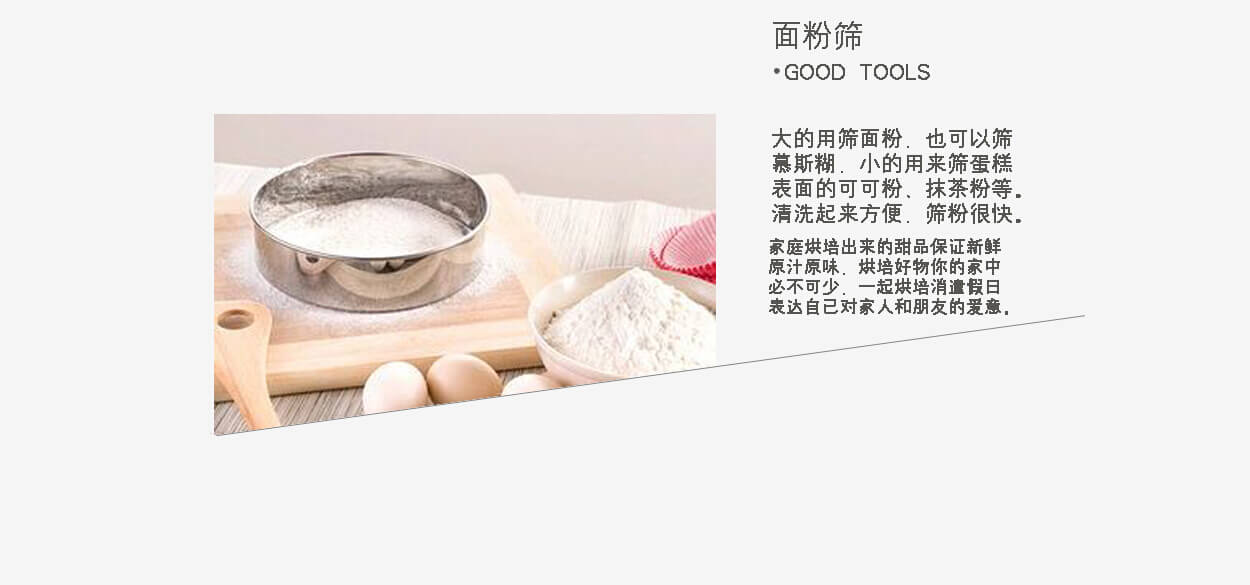 面粉筛
•GOOD TOOLS
大的用筛面粉．也可以筛
慕斯糊．小的用来筛蛋糕
表面的可可粉、抹茶粉等。
清洗起来方便．筛粉很快。
家庭烘培出来的甜品保证新鲜
原汁原味．烘培好物你的家中
必不可少．一起烘培消遣假日
表达自已对家人和朋友的爱意。